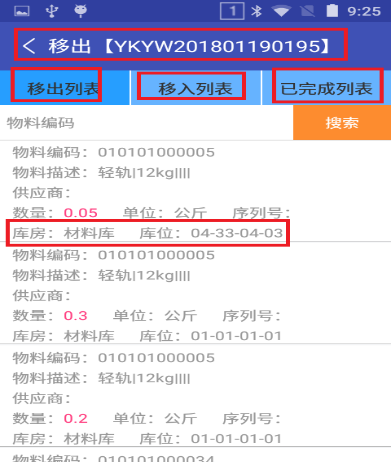 1 9:25
移出【YKYW201801190195】
移出列表 移入列表 已完成列表
物料编码 搜索
物料编码：010101000005
物料描述：轻轨|12kg||||
供应商：
数量：0.05 单位：公斤 序列号：
库房：材料库 库位：04-33-04-03
物料编码：010101000005
物料描述：轻轨|12kg||||
供应商：
数量：0.3 单位：公斤 序列号：
库房：材料库 库位：01-01-01-01
物料编码：010101000005
物料描述：轻轨|12kg||||
供应商：
数量：0.2 单位：公斤 序列号：
库房：材料库 库位：01-01-01-01
物料编码：010101000034